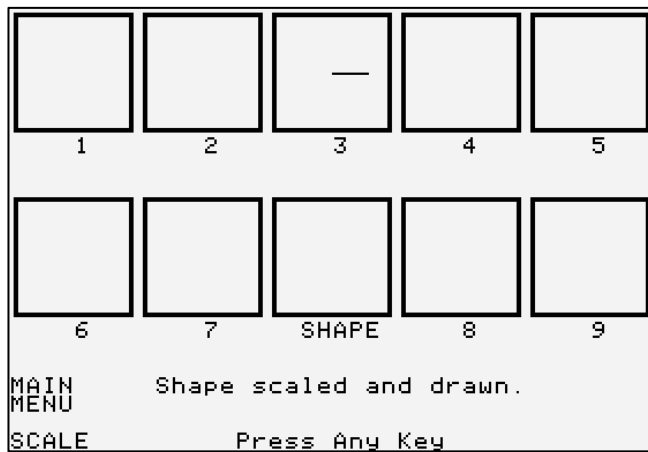 1 2 3 4 5
6 7 SHAPE 8 9
MAIN Shape scaled and drawn.
MENU
SCALE Press Any Key